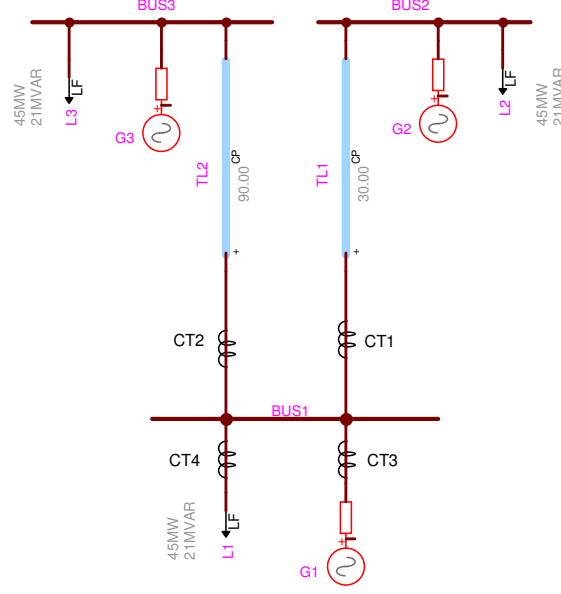 BUS3
BUS2
45MW
21MVAR
L3
LF
G3
+
TL2
CP
90.00
+
TL1
CP
30.00
+
G2
+
L2
LF
45MW
21MVAR
CT2
CT1
BUS1
CT4
CT3
45MW
21MVAR
L1
LF
+
G1